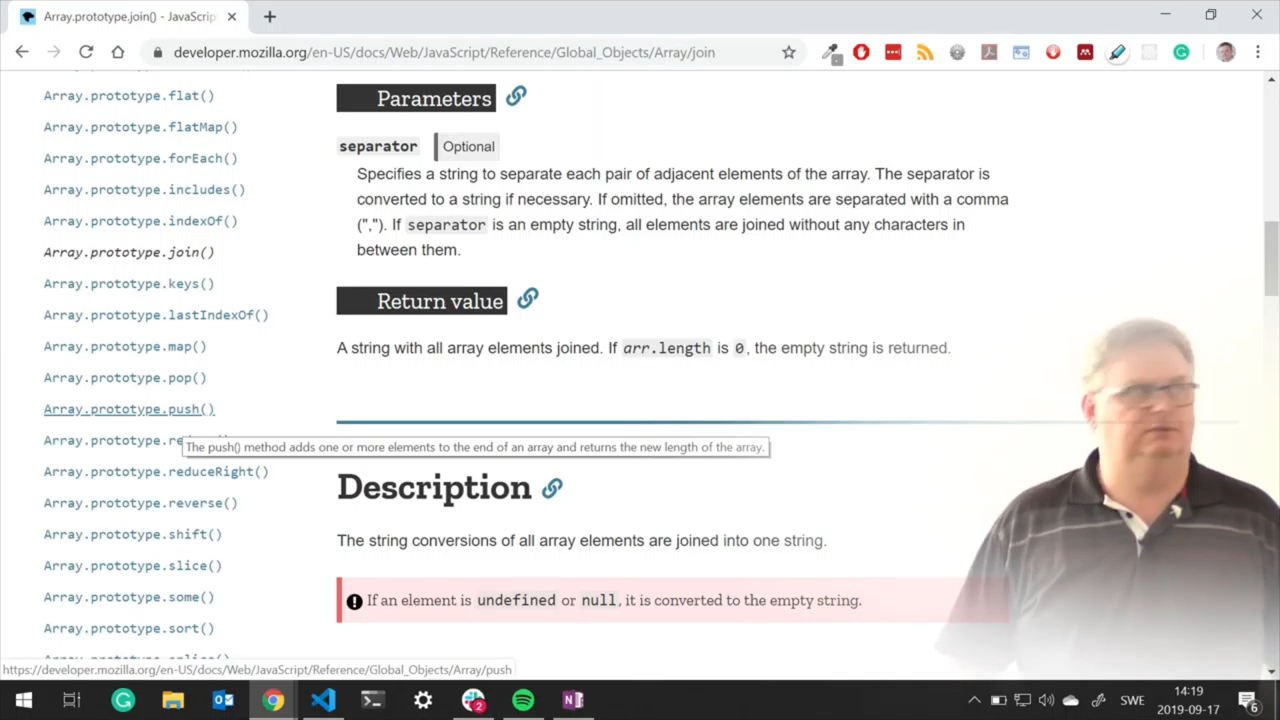 Array.prototype.join() - JavaScrip
developer.mozilla.org/en-US/docs/Web/JavaScript/Reference/Global_Objects/Array/join
Array.prototype.flat()
Array.prototype.flatMap()
Array.prototype.forEach()
Array.prototype.includes()
Array.prototype.indexOf()
Array.prototype.join()
Array.prototype.keys()
Array.prototype.lastIndexOf()
Array.prototype.map()
Array.prototype.pop()
Array.prototype.push()
Array.prototype.re
The push() method adds one or more elements to the end of an array and returns the new length of the array.
Array.prototype.reduceRight()
Array.prototype.reverse()
Array.prototype.shift()
Array.prototype.slice()
Array.prototype.some()
Array.prototype.sort()
Parameters
separator Optional
Specifies a string to separate each pair of adjacent elements of the array. The separator is
converted to a string if necessary. If omitted, the array elements are separated with a comma
(","). If separator is an empty string, all elements are joined without any characters in
between them.
Return value
A string with all array elements joined. If arr.length is 0, the empty string is returned.
Description
The string conversions of all array elements are joined into one string.
If an element is undefined or null, it is converted to the empty string.
https://developer.mozilla.org/en-US/docs/Web/JavaScript/Reference/Global_Objects/Array/push
2
SWE
14:19
2019-09-17
6